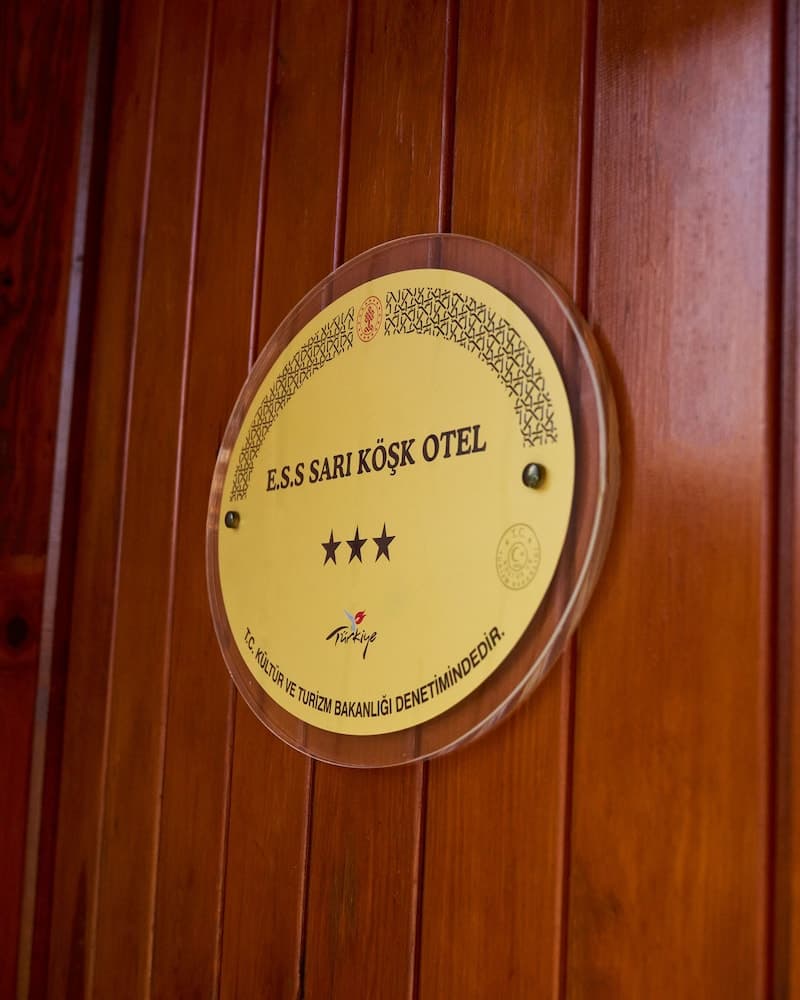 E.S.S SARI KÖŞK OTEL
Türkiye
T.C. KÜLTÜR VE TURİZM BAKANLIĞI DENETİMİNDEDİR.